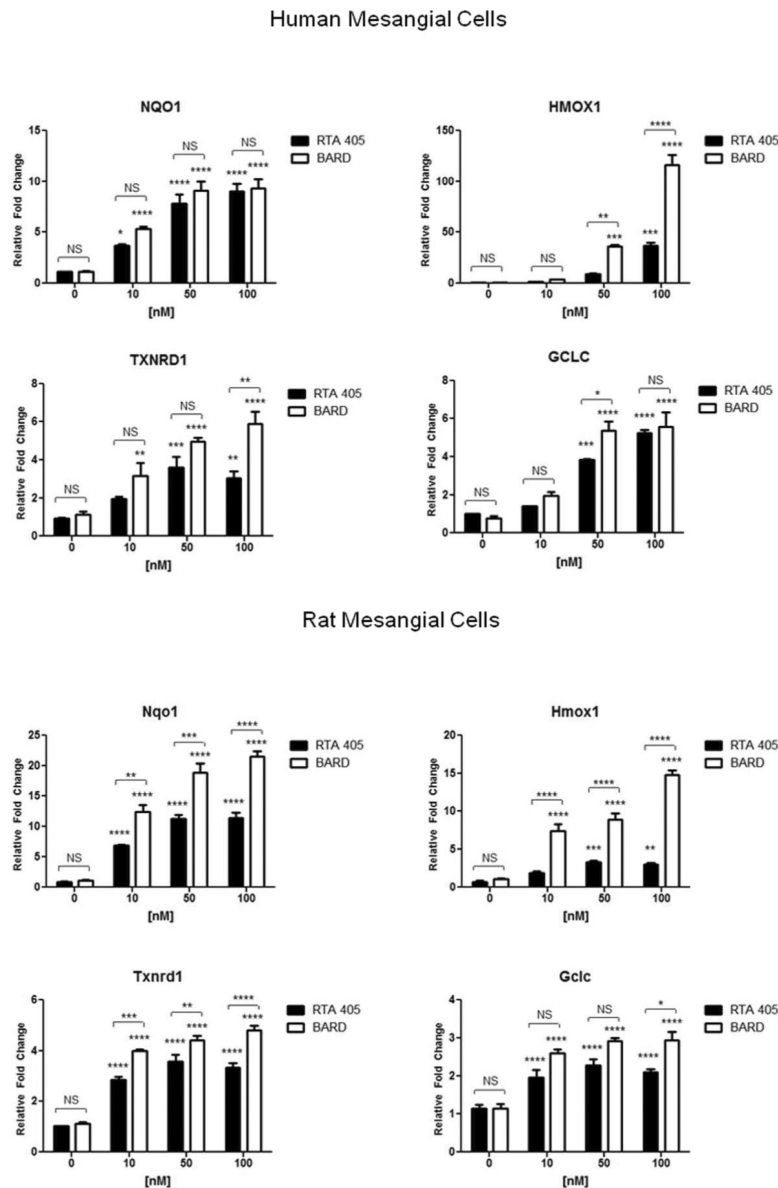 Human Mesangial Cells
NQO1
Relative Fold Change
15
10
5
0
NS
NS
* ****
NS
**** ****
NS
**** ****
0 10 50 100
[nM]
RTA 405
BARD
HMOX1
Relative Fold Change
150
100
50
0
NS
NS
**
***
****
*** ****
0 10 50 100
[nM]
RTA 405
BARD
TXNRD1
Relative Fold Change
8
6
4
2
0
NS
NS
**
NS
*** ****
**
** ****
0 10 50 100
[nM]
RTA 405
BARD
GCLC
Relative Fold Change
8
6
4
2
0
NS
NS
*
*** ****
NS
**** ****
0 10 50 100
[nM]
RTA 405
BARD
Rat Mesangial Cells
Nqo1
Relative Fold Change
25
20
15
10
5
0
NS
**
**** ****
***
**** ****
****
**** ****
0 10 50 100
[nM]
RTA 405
BARD
Hmox1
Relative Fold Change
20
15
10
5
0
NS
****
****
****
*** ****
****
** ****
0 10 50 100
[nM]
RTA 405
BARD
Txnrd1
Relative Fold Change
6
4
2
0
NS
***
**** ****
**
**** ****
****
**** ****
0 10 50 100
[nM]
RTA 405
BARD
Gclc
Relative Fold Change
4
3
2
1
0
NS
NS
**** ****
NS
**** ****
*
**** ****
0 10 50 100
[nM]
RTA 405
BARD